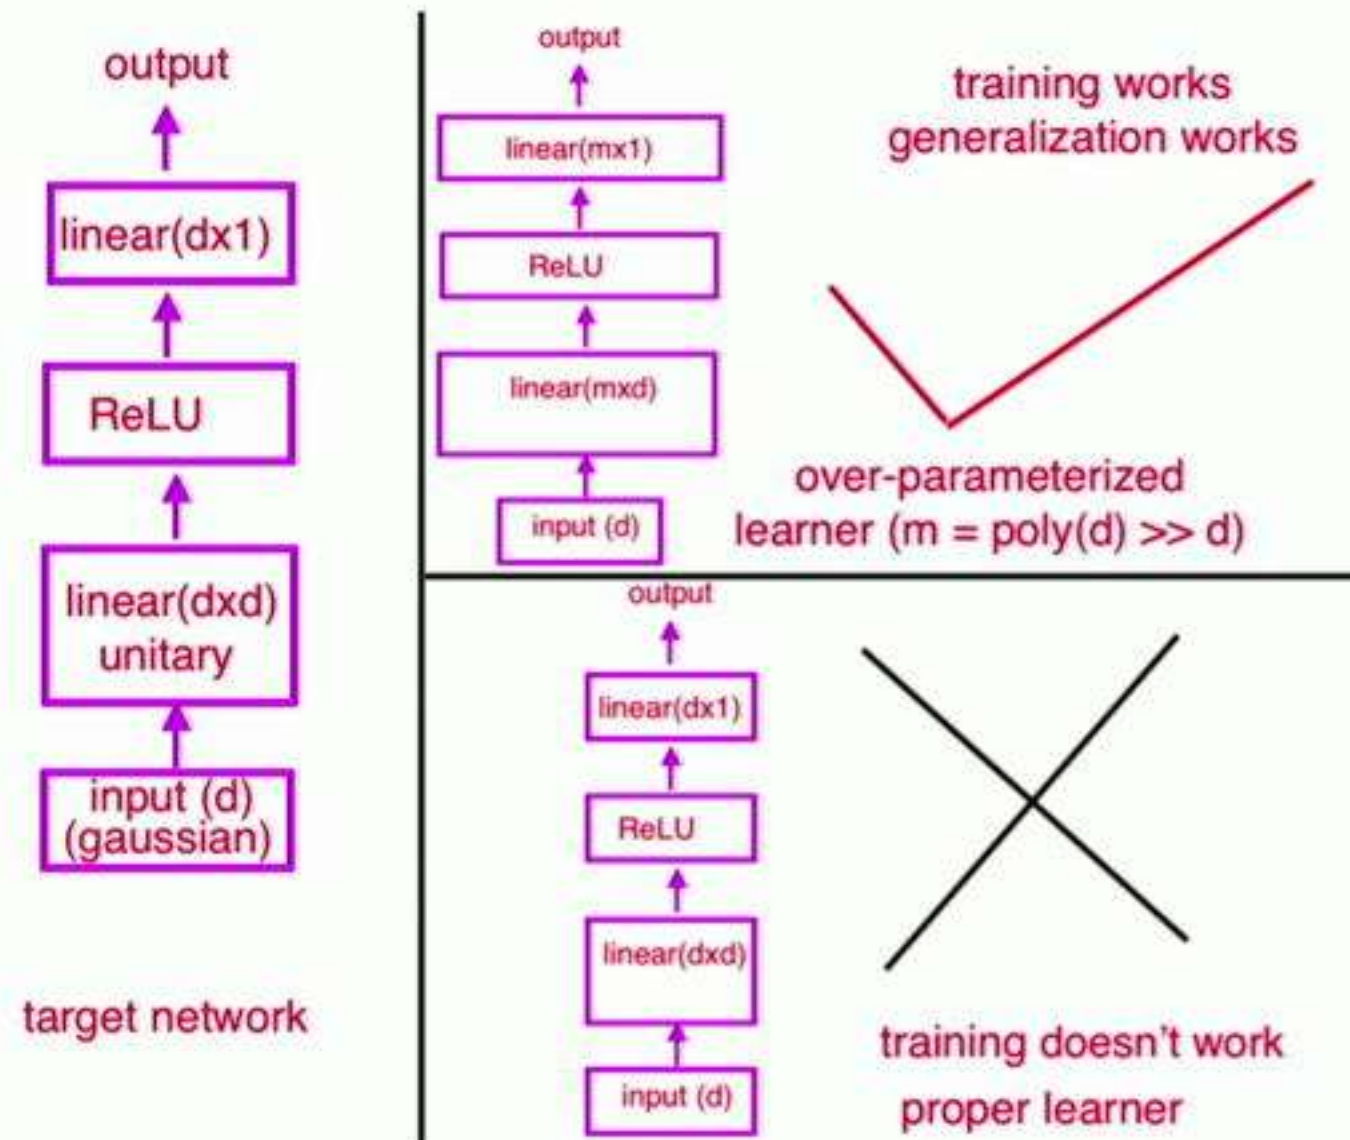 output
linear(dx1)
ReLU
linear(dxd)
unitary
input (d)
(gaussian)
target network
output
linear(mx1)
ReLU
linear(mxd)
input (d)
training works
generalization works
over-parameterized
learner (m = poly(d) >> d)
output
linear(dx1)
ReLU
linear(dxd)
input (d)
training doesn't work
proper learner